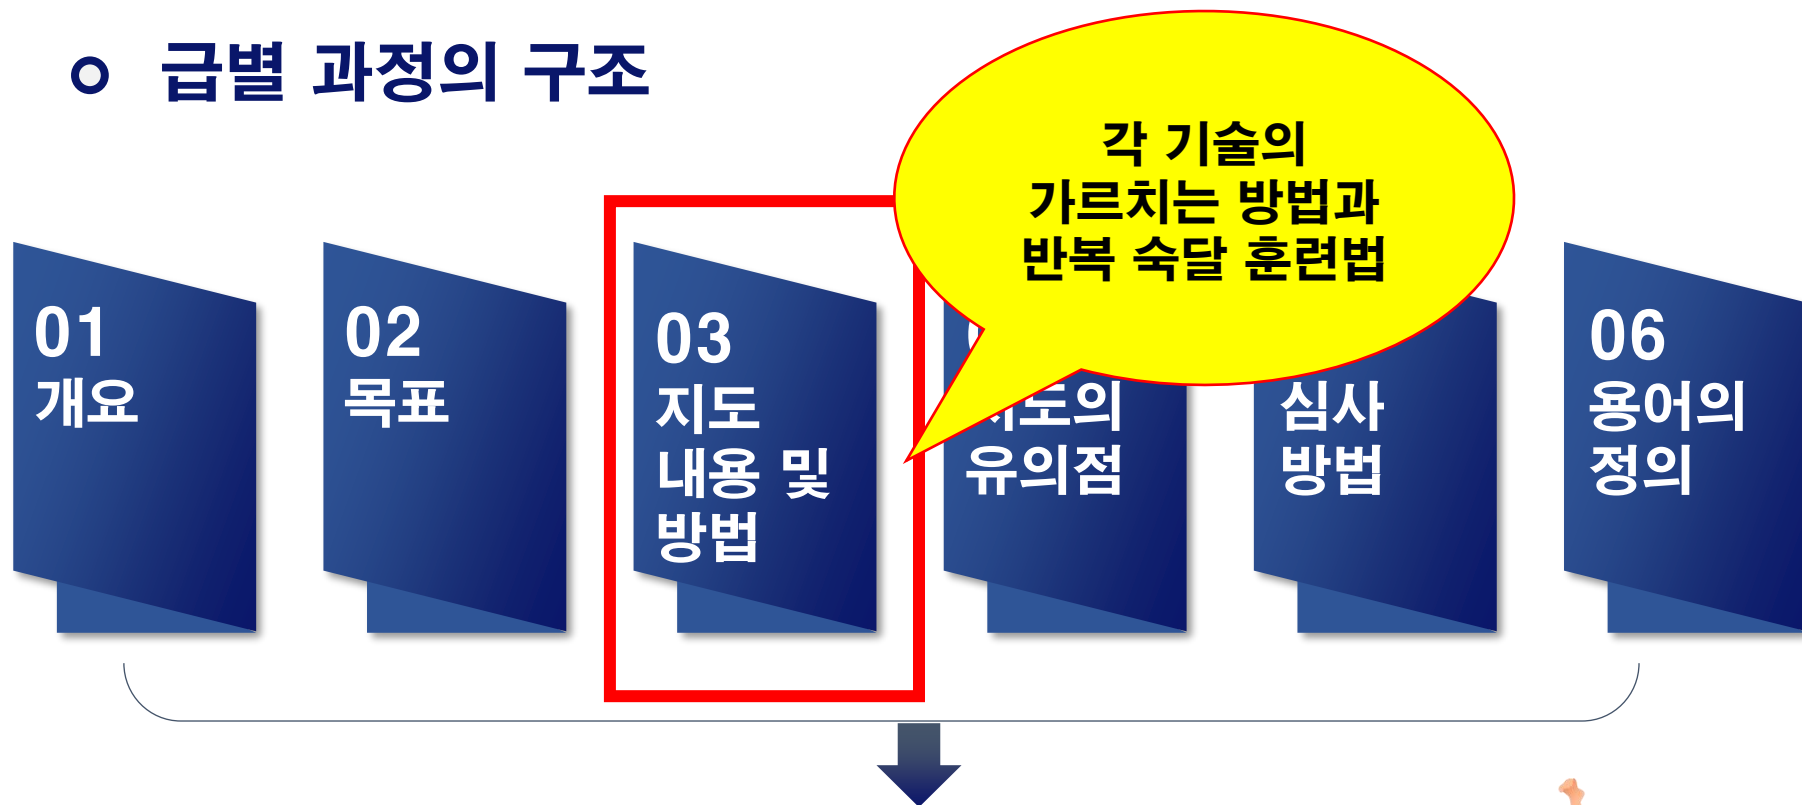 급별 과정의 구조
각 기술의
가르치는 방법과
반복 숙달 훈련법
01
개요
02
목표
03
지도
내용 및
방법
유의점
심사
방법
06
용어의
정의